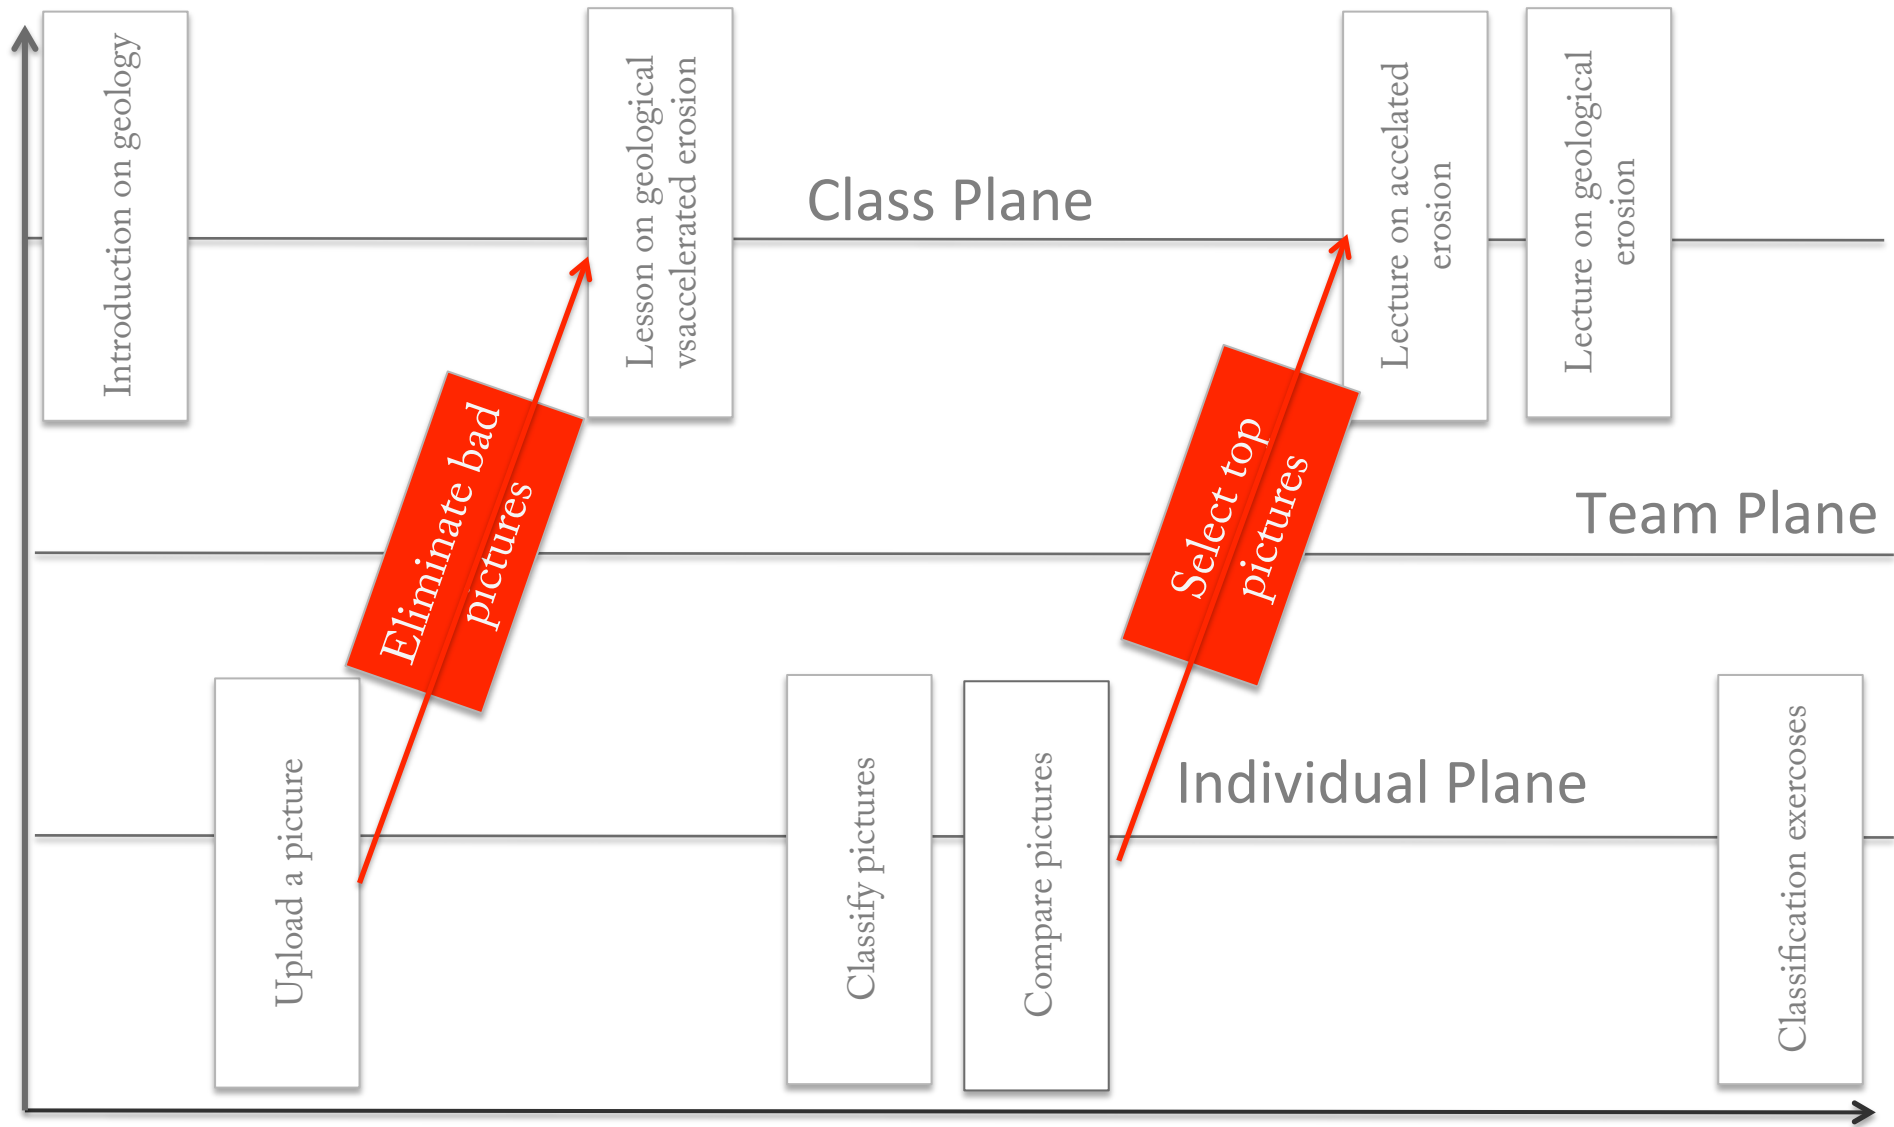 Introduction on geology
Lesson on geological
vsaccelerated erosion
Class Plane
Lecture on accelated
erosion
Lecture on geological
erosion
Eliminate bad
pictures
Select top
pictures
Team Plane
Upload a picture
Classify pictures
Compare pictures
Individual Plane
Classification exercoses